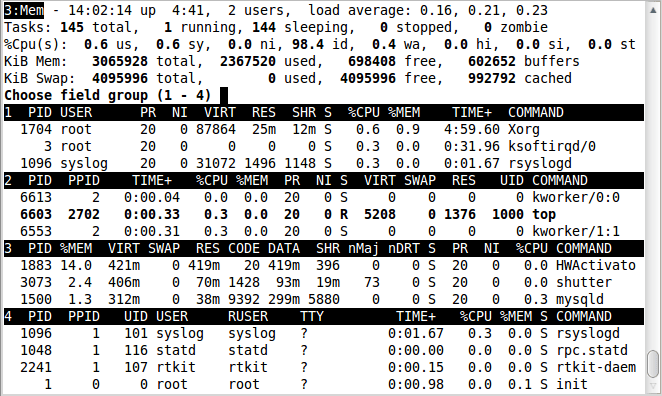 3:Mem - 14:02:14 up  4:41,  2 users,  load average: 0.16, 0.21, 0.23
Tasks: 145 total,   1 running, 144 sleeping,   0 stopped,   0 zombie
%Cpu(s):  0.6 us,  0.6 sy,  0.0 ni, 98.4 id,  0.4 wa,  0.0 hi,  0.0 si,  0.0 st
KiB Mem:   3065928 total,  2367520 used,   698408 free,   602652 buffers
KiB Swap:  4095996 total,        0 used,  4095996 free,   992792 cached
Choose field group (1 - 4)
1  PID USER      PR  NI  VIRT  RES  SHR S  %CPU %MEM    TIME+  COMMAND
1704 root      20   0 87864  25m  12m S   0.6  0.9   4:59.60 Xorg
3 root      20   0     0    0    0 S   0.3  0.0   0:31.96 ksoftirqd/0
1096 syslog    20   0 31072 1496 1148 S   0.3  0.0   0:01.67 rsyslogd
2  PID  PPID    TIME+   %CPU %MEM  PR  NI S  VIRT SWAP  RES   UID COMMAND
6613     2   0:00.04   0.0  0.0  20   0 S     0    0    0     0 kworker/0:0
6603  2702   0:00.33   0.3  0.0  20   0 R  5208    0 1376  1000 top
6553     2   0:00.31   0.3  0.0  20   0 S     0    0    0     0 kworker/1:1
3  PID %MEM  VIRT SWAP  RES CODE DATA  SHR nMaj nDRT S  PR  NI  %CPU COMMAND
1883 14.0  421m    0 419m   20 419m  396    0    0 S  20   0   0.0 HWActivato
3073  2.4  406m    0  70m 1428  93m  19m   73    0 S  20   0   0.0 shutter
1500  1.3  312m    0  38m 9392 299m 5880    0    0 S  20   0   0.3 mysqld
4  PID  PPID   UID USER     RUSER    TTY         TIME+   %CPU %MEM S COMMAND
1096     1   101 syslog   syslog   ?          0:01.67   0.3  0.0 S rsyslogd
1048     1   116 statd    statd    ?          0:00.00   0.0  0.0 S rpc.statd
2241     1   107 rtkit    rtkit    ?          0:00.15   0.0  0.0 S rtkit-daem
1     0     0 root     root     ?          0:00.98   0.0  0.1 S init